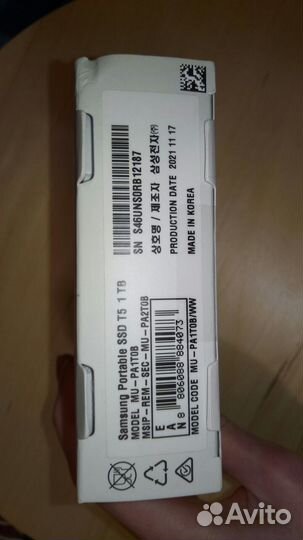 Samsung Portable SSD T5 1 TB
MODEL MU-PA1T0B
MSIP-REM-SEC-MU-PA2T0B
E A N
8 806088 884073
MODEL CODE MU-PA1T0B/WW
SN S46UNS0RB12187
상호명 / 제조자 삼성전자㈜
PRODUCTION DATE 2021 11 17
MADE IN KOREA
Avito